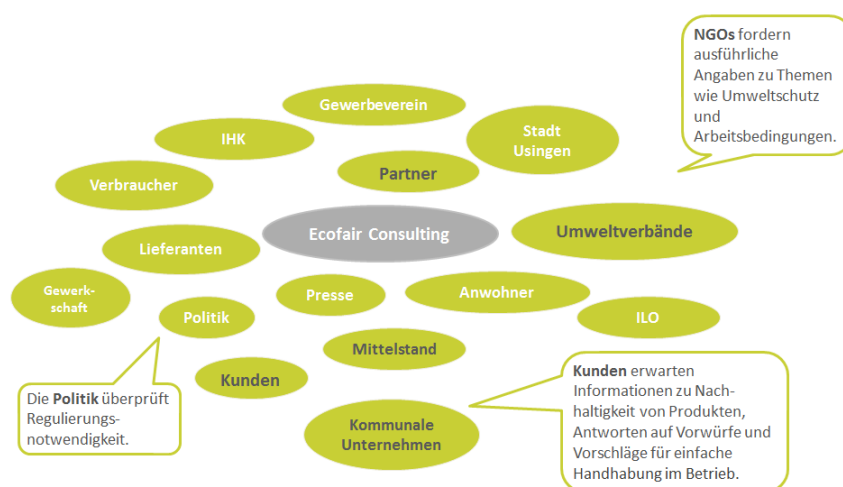 NGOs fordern
ausführliche
Angaben zu Themen
wie Umweltschutz
und
Arbeitsbedingungen.
Gewerbeverein
IHK
Stadt
Usingen
Partner
Verbraucher
Ecofair Consulting
Umweltverbände
Lieferanten
Gewerk-
schaft
Presse
Anwohner
Politik
ILO
Mittelstand
Kunden
Die Politik überprüft
Regulierungs-
notwendigkeit.
Kommunale
Unternehmen
Kunden erwarten
Informationen zu Nach-
haltigkeit von Produkten,
Antworten auf Vorwürfe und
Vorschläge für einfache
Handhabung im Betrieb.